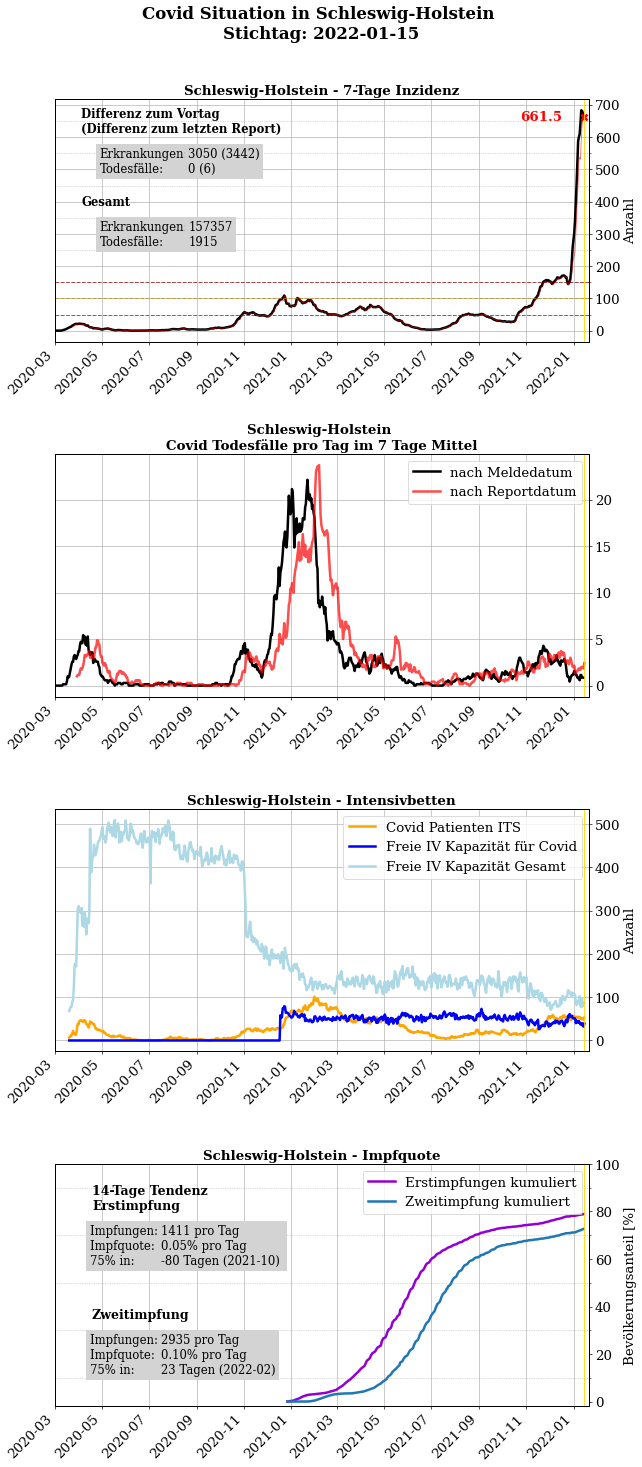 Covid Situation in Schleswig-Holstein
Stichtag: 2022-01-15
Schleswig-Holstein - 7-Tage Inzidenz
Differenz zum Vortag
(Differenz zum letzten Report)
Erkrankungen 3050 (3442)
Todesfälle: 0 (6)
Gesamt
Erkrankungen 157357
Todesfälle: 1915
661.5
700
600
500
400
300
200
100
0
Anzahl
2020-03
2020-05
2020-07
2020-09
2020-11
2021-01
2021-03
2021-05
2021-07
2021-09
2021-11
2022-01
Schleswig-Holstein
Covid Todesfälle pro Tag im 7 Tage Mittel
nach Meldedatum
nach Reportdatum
20
15
10
5
0
2020-03
2020-05
2020-07
2020-09
2020-11
2021-01
2021-03
2021-05
2021-07
2021-09
2021-11
2022-01
Schleswig-Holstein - Intensivbetten
Covid Patienten ITS
Freie IV Kapazität für Covid
Freie IV Kapazität Gesamt
500
400
300
200
100
0
Anzahl
2020-03
2020-05
2020-07
2020-09
2020-11
2021-01
2021-03
2021-05
2021-07
2021-09
2021-11
2022-01
Schleswig-Holstein - Impfquote
Erstimpfungen kumuliert
Zweitimpfung kumuliert
14-Tage Tendenz
Erstimpfung
Impfungen: 1411 pro Tag
Impfquote: 0.05% pro Tag
75% in: -80 Tagen (2021-10)
Zweitimpfung
Impfungen: 2935 pro Tag
Impfquote: 0.10% pro Tag
75% in: 23 Tagen (2022-02)
100
80
60
40
20
0
Bevölkerungsanteil [%]
2020-03
2020-05
2020-07
2020-09
2020-11
2021-01
2021-03
2021-05
2021-07
2021-09
2021-11
2022-01